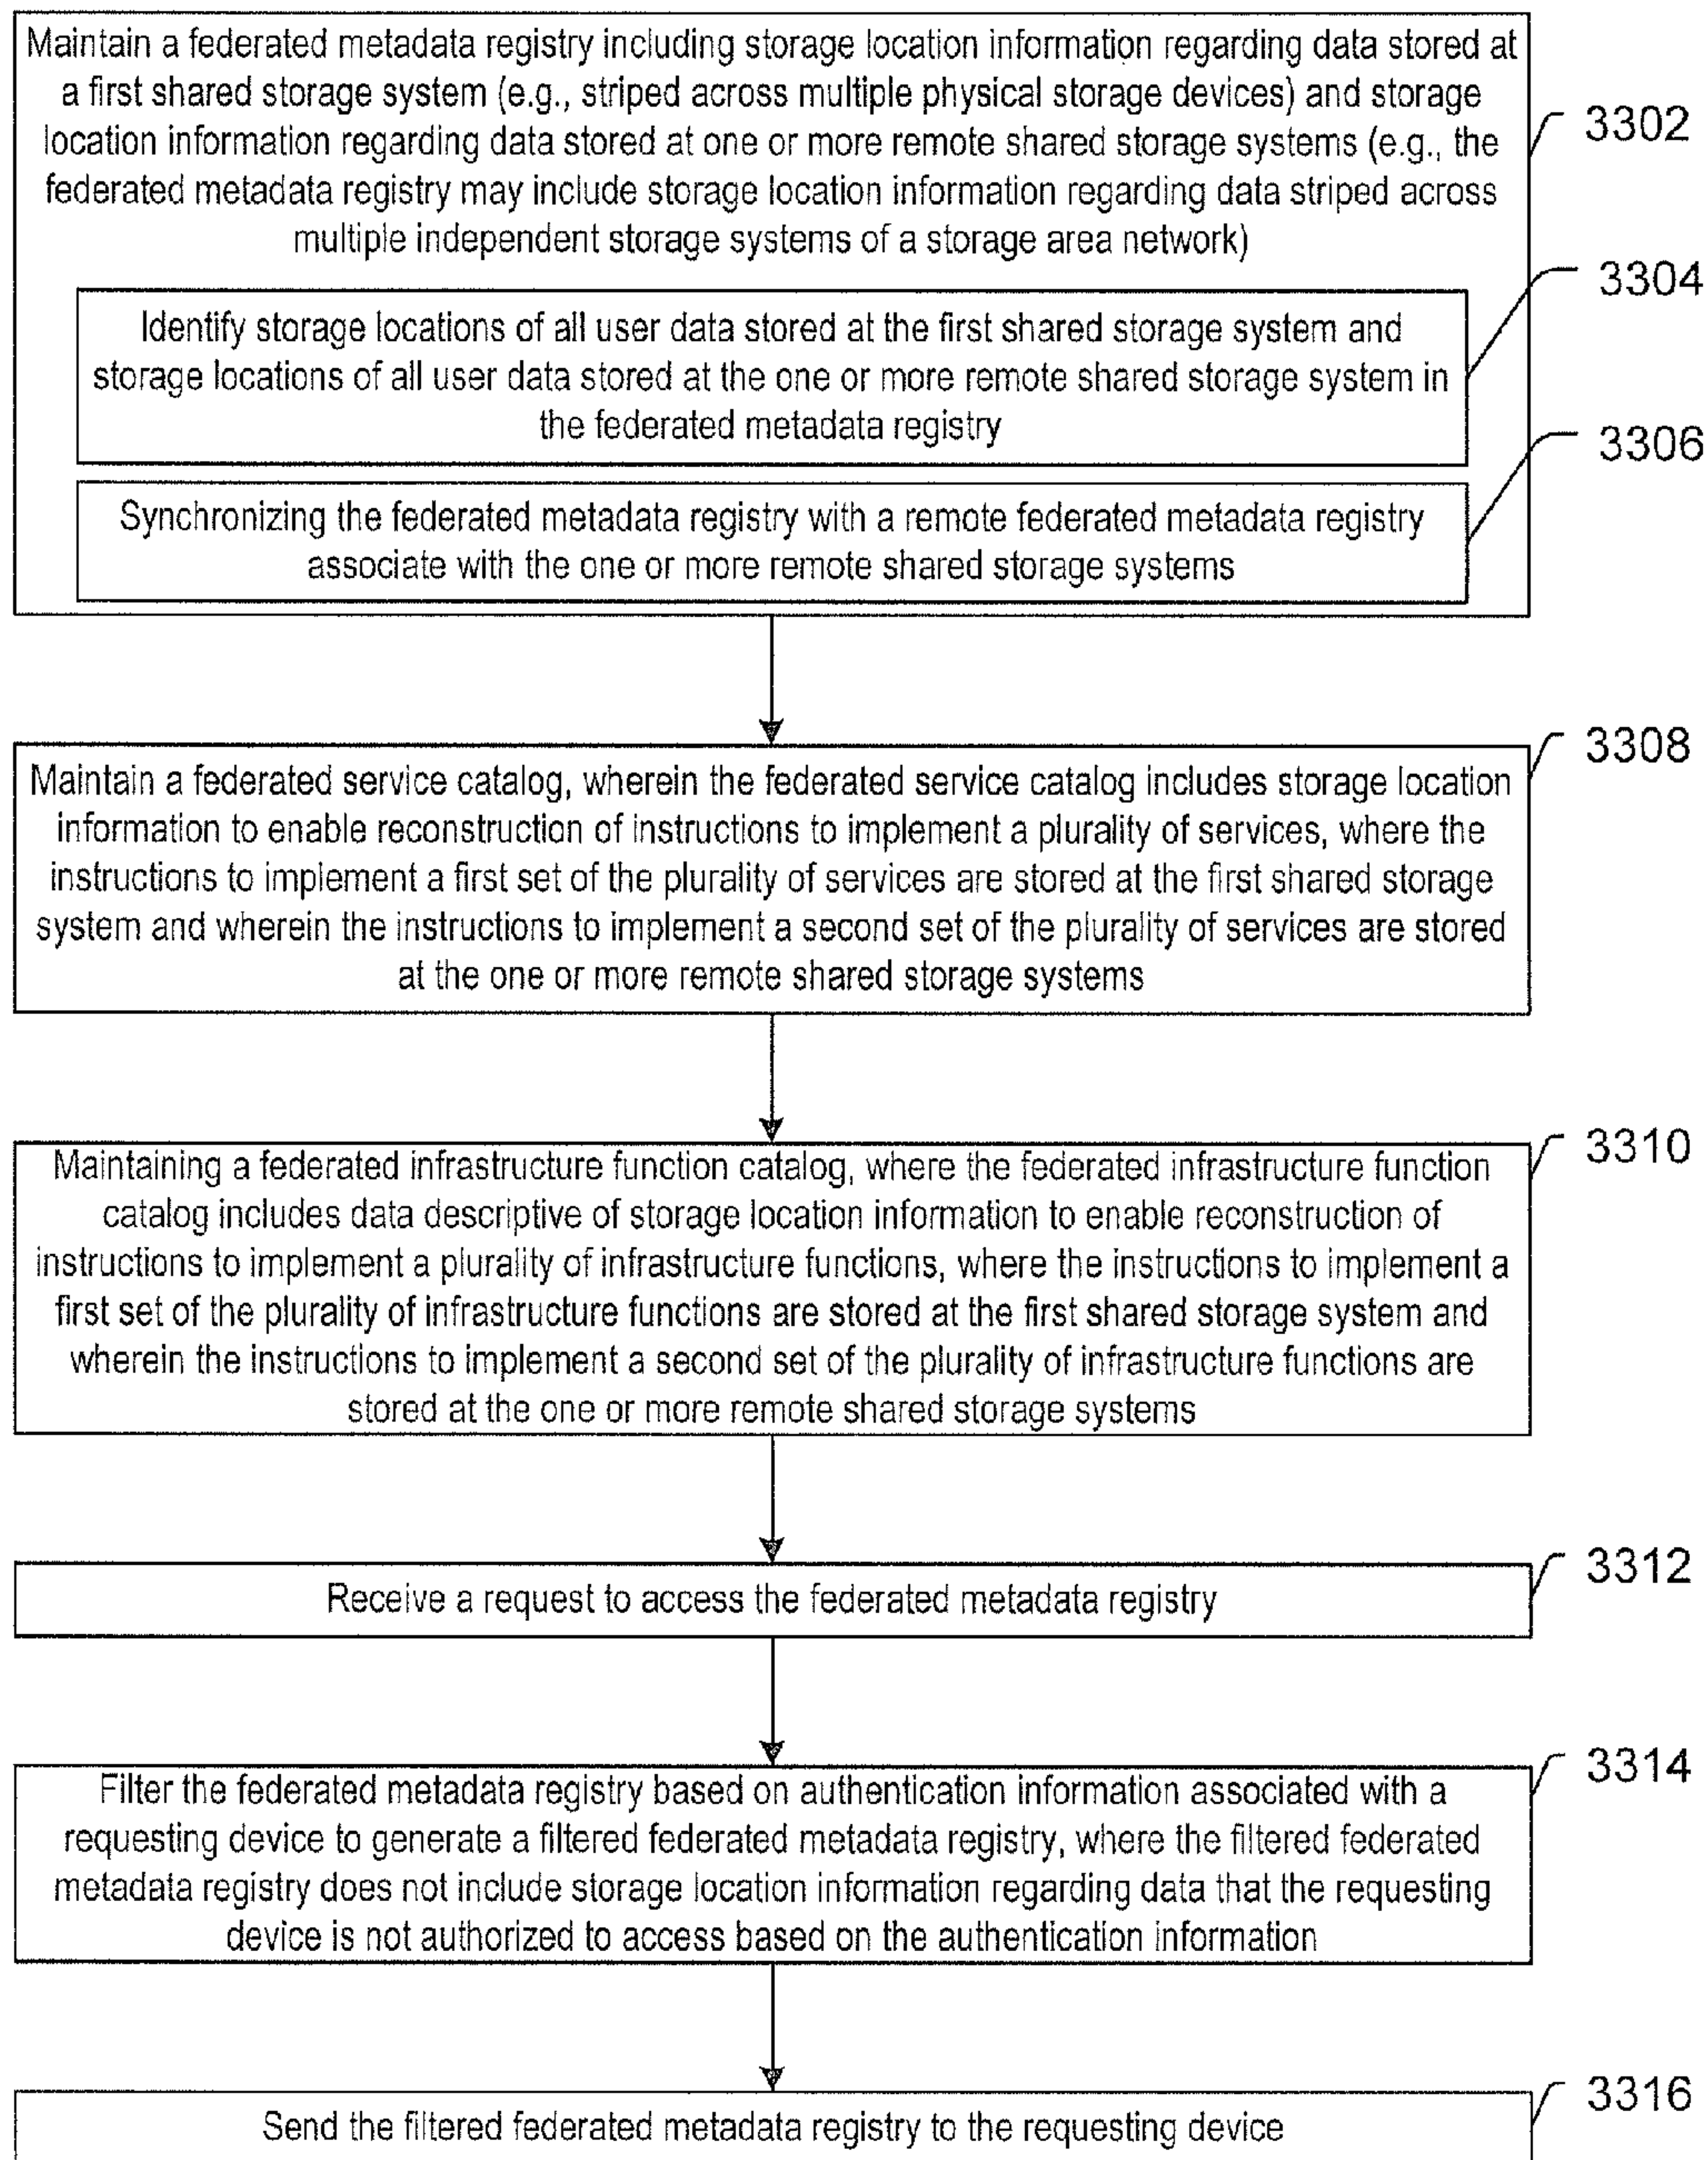 Maintain a federated metadata registry including storage location information regarding data stored at
a first shared storage system (e.g., striped across multiple physical storage devices) and storage
location information regarding data stored at one or more remote shared storage systems (e.g., the
federated metadata registry may include storage location information regarding data striped across
multiple independent storage systems of a storage area network)
3302
Identify storage locations of all user data stored at the first shared storage system and
storage locations of all user data stored at the one or more remote shared storage system in
the federated metadata registry
3304
Synchronizing the federated metadata registry with a remote federated metadata registry
associate with the one or more remote shared storage systems
3306
Maintain a federated service catalog, wherein the federated service catalog includes storage location
information to enable reconstruction of instructions to implement a plurality of services, where the
instructions to implement a first set of the plurality of services are stored at the first shared storage
system and wherein the instructions to implement a second set of the plurality of services are stored
at the one or more remote shared storage systems
3308
Maintaining a federated infrastructure function catalog, where the federated infrastructure function
catalog includes data descriptive of storage location information to enable reconstruction of
instructions to implement a plurality of infrastructure functions, where the instructions to implement a
first set of the plurality of infrastructure functions are stored at the first shared storage system and
wherein the instructions to implement a second set of the plurality of infrastructure functions are
stored at the one or more remote shared storage systems
3310
Receive a request to access the federated metadata registry
3312
Filter the federated metadata registry based on authentication information associated with a
requesting device to generate a filtered federated metadata registry, where the filtered federated
metadata registry does not include storage location information regarding data that the requesting
device is not authorized to access based on the authentication information
3314
Send the filtered federated metadata registry to the requesting device
3316